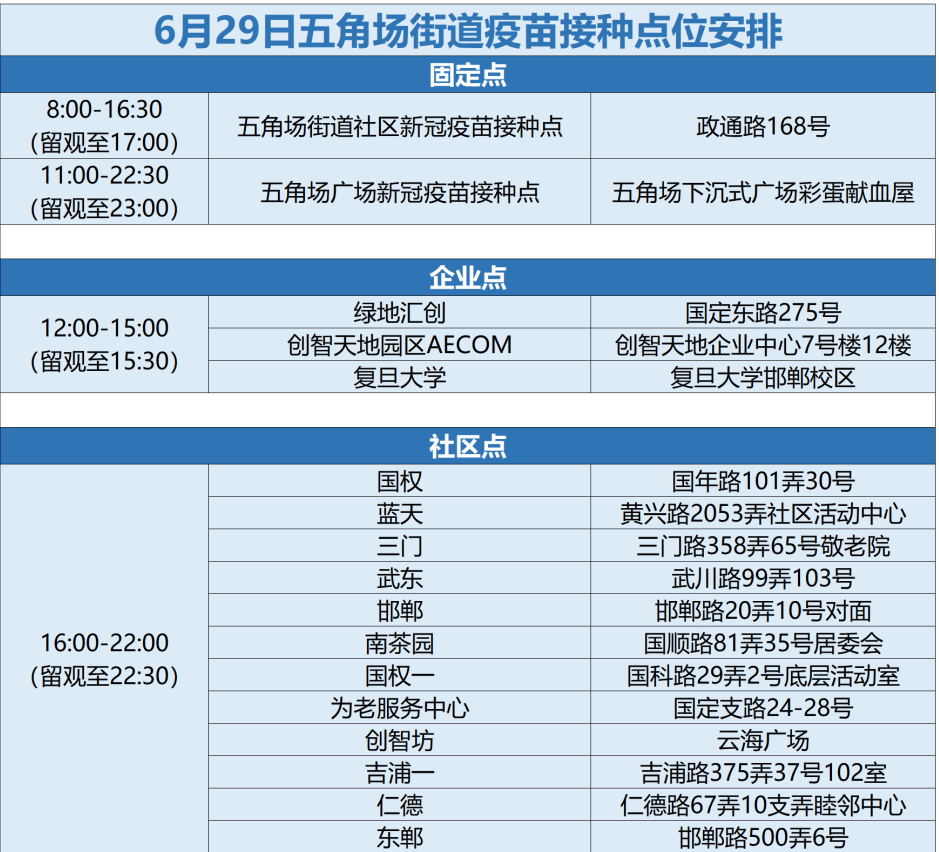 6月29日五角场街道疫苗接种点位安排
固定点
8:00-16:30
(留观至17:00)
五角场街道社区新冠疫苗接种点
政通路168号
11:00-22:30
(留观至23:00)
五角场广场新冠疫苗接种点
五角场下沉式广场彩蛋献血屋
企业点
12:00-15:00
(留观至15:30)
绿地汇创
国定东路275号
创智天地园区AECOM
创智天地企业中心7号楼12楼
复旦大学
复旦大学邯郸校区
社区点
16:00-22:00
(留观至22:30)
国权
国年路101弄30号
蓝天
黄兴路2053弄社区活动中心
三门
三门路358弄65号敬老院
武东
武川路99弄103号
邯郸
邯郸路20弄10号对面
南茶园
国顺路81弄35号居委会
国权一
国科路29弄2号底层活动室
为老服务中心
国定支路24-28号
创智坊
云海广场
吉浦一
吉浦路375弄37号102室
仁德
仁德路67弄10支弄睦邻中心
东郸
邯郸路500弄6号